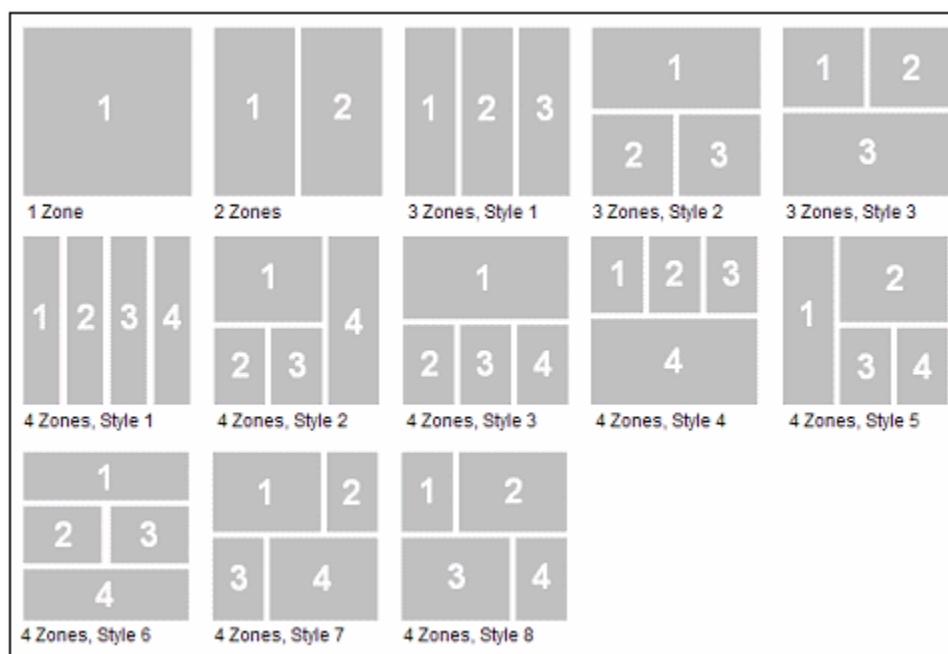 1
1 2
1 2 3
1
2 3
1 2
3
1 Zone
2 Zones
3 Zones, Style 1
3 Zones, Style 2
3 Zones, Style 3
1 2 3 4
1
2 3
4
1
2 3 4
1 2 3
4
1
2
3 4
4 Zones, Style 1
4 Zones, Style 2
4 Zones, Style 3
4 Zones, Style 4
4 Zones, Style 5
1
2 3
4
1 2
3 4
1 2
3 4
4 Zones, Style 6
4 Zones, Style 7
4 Zones, Style 8